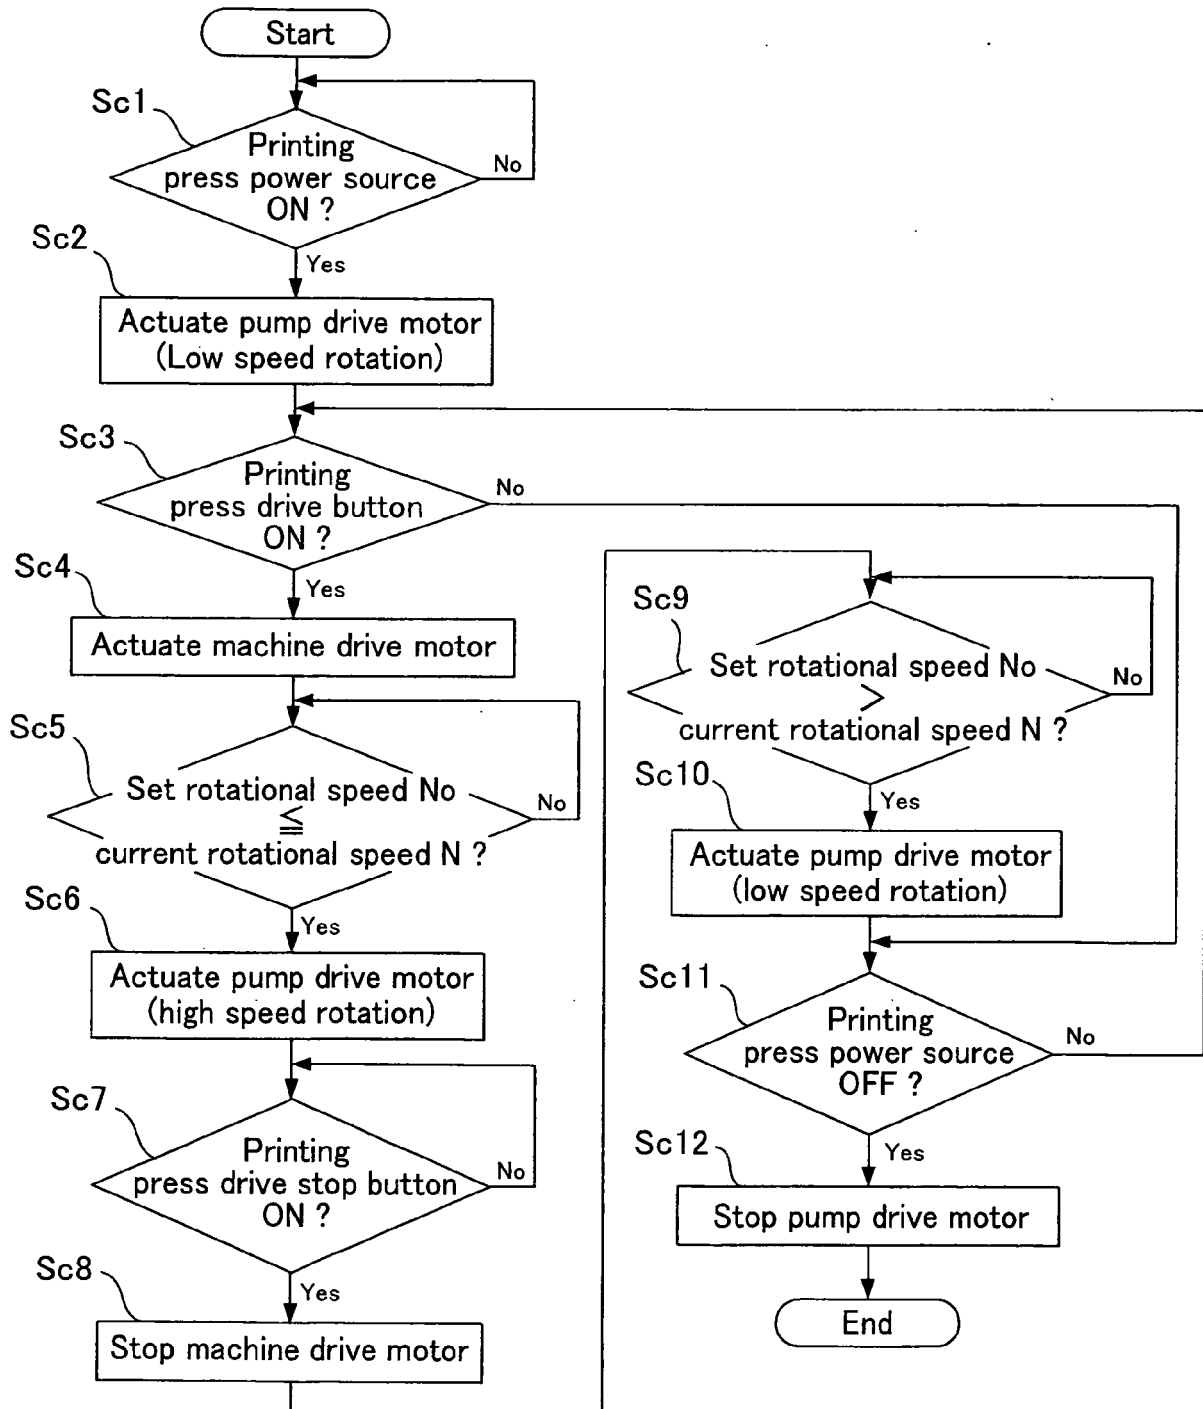 Start
Sc1
Printing
press power source
ON ?
No
Yes
Sc2
Actuate pump drive motor
(Low speed rotation)
Sc3
Printing
press drive button
ON ?
No
Yes
Sc4
Actuate machine drive motor
Sc5
Set rotational speed No
≦
current rotational speed N ?
No
Yes
Sc6
Actuate pump drive motor
(high speed rotation)
Sc7
Printing
press drive stop button
ON ?
No
Yes
Sc8
Stop machine drive motor
Sc9
Set rotational speed No
>
current rotational speed N ?
No
Yes
Sc10
Actuate pump drive motor
(low speed rotation)
Sc11
Printing
press power source
OFF ?
No
Yes
Sc12
Stop pump drive motor
End